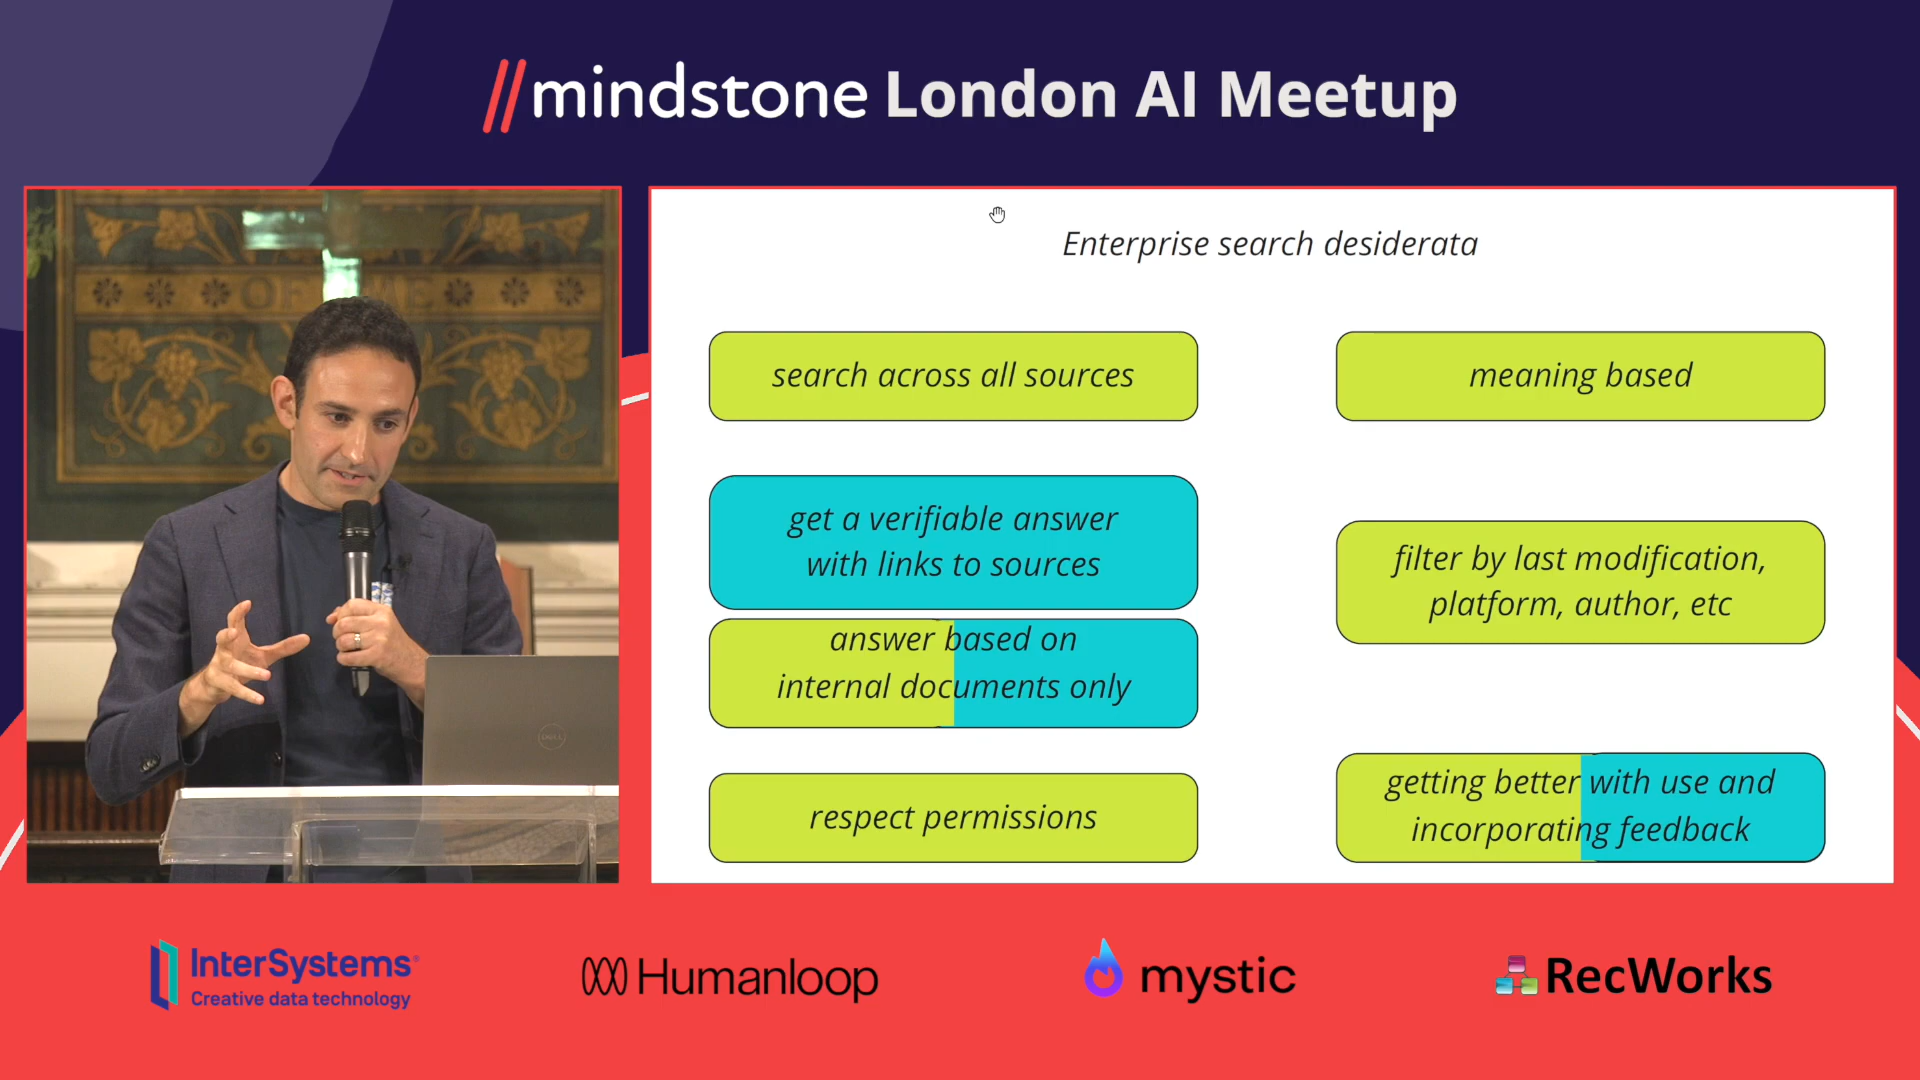 mindstone London AI Meetup
Enterprise search desiderata
search across all sources
meaning based
get a verifiable answer
with links to sources
filter by last modification,
platform, author, etc
answer based on
internal documents only
respect permissions
getting better with use and
incorporating feedback
OF
DELL
InterSystems
Creative data technology
Humanloop
mystic
RecWorks